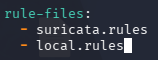 rule-files:
  - suricata.rules
  - local.rules